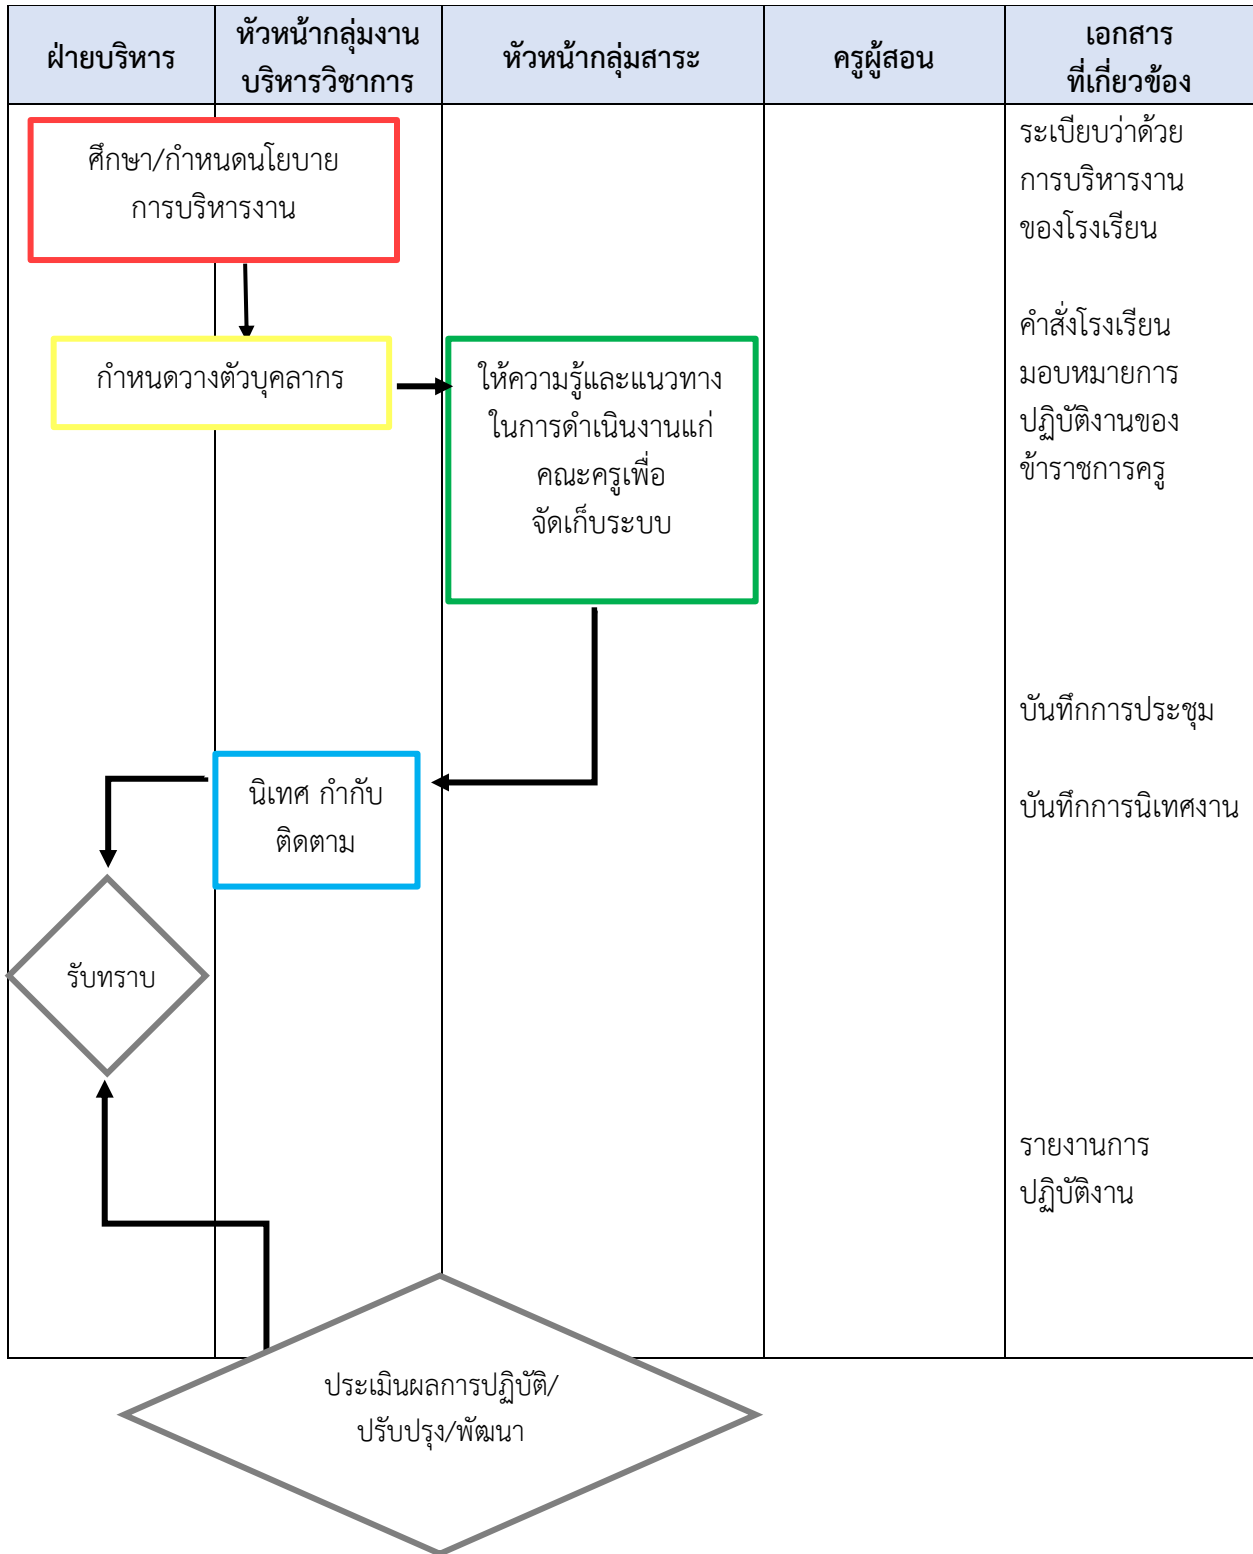 ฝ่ายบริหาร
หัวหน้ากลุ่มงาน
บริหารวิชาการ
หัวหน้ากลุ่มสาระ
ครูผู้สอน
เอกสาร
ที่เกี่ยวข้อง
ศึกษา/กำหนดนโยบาย
การบริหารงาน
ระเบียบว่าด้วย
การบริหารงาน
ของโรงเรียน
กำหนดวางตัวบุคลากร
ให้ความรู้และแนวทาง
ในการดำเนินงานแก่
คณะครูเพื่อ
จัดเก็บระบบ
คำสั่งโรงเรียน
มอบหมายการ
ปฏิบัติงานของ
ข้าราชการครู
บันทึกการประชุม
นิเทศ กำกับ
ติดตาม
บันทึกการนิเทศงาน
รับทราบ
รายงานการ
ปฏิบัติงาน
ประเมินผลการปฏิบัติ/
ปรับปรุง/พัฒนา